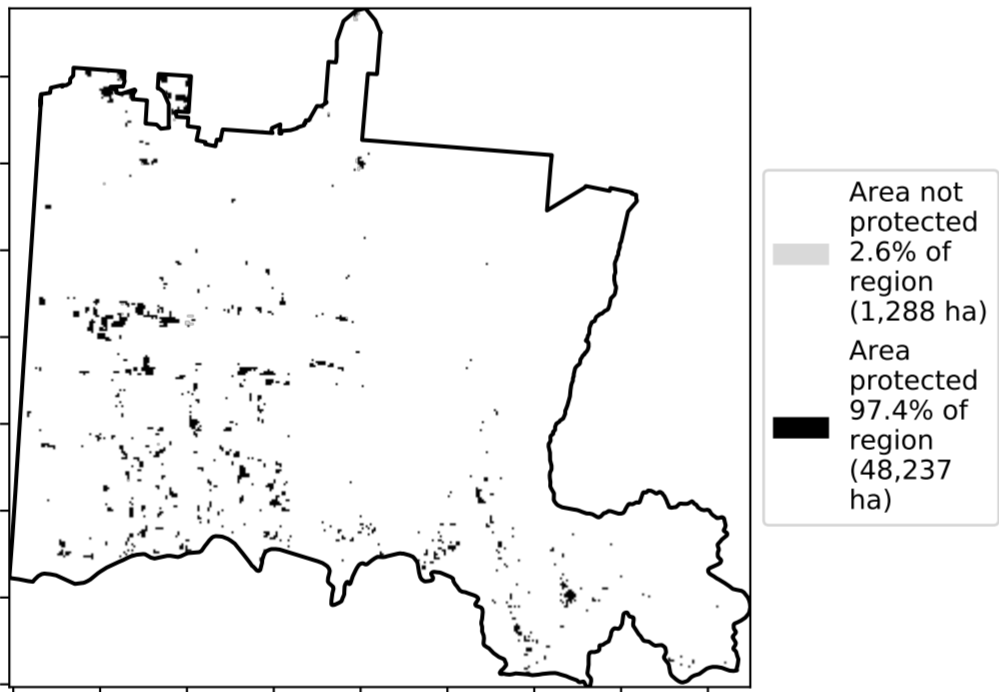 Area not
protected
2.6% of
region
(1,288 ha)
Area
protected
97.4% of
region
(48,237
ha)